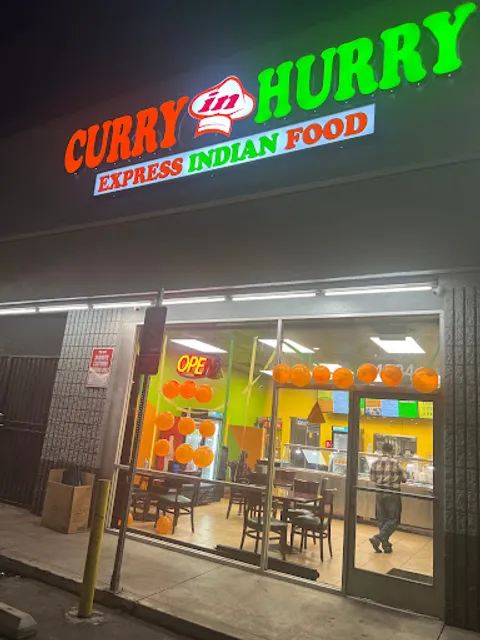 CURRY in HURRY
EXPRESS INDIAN FOOD
OPEN